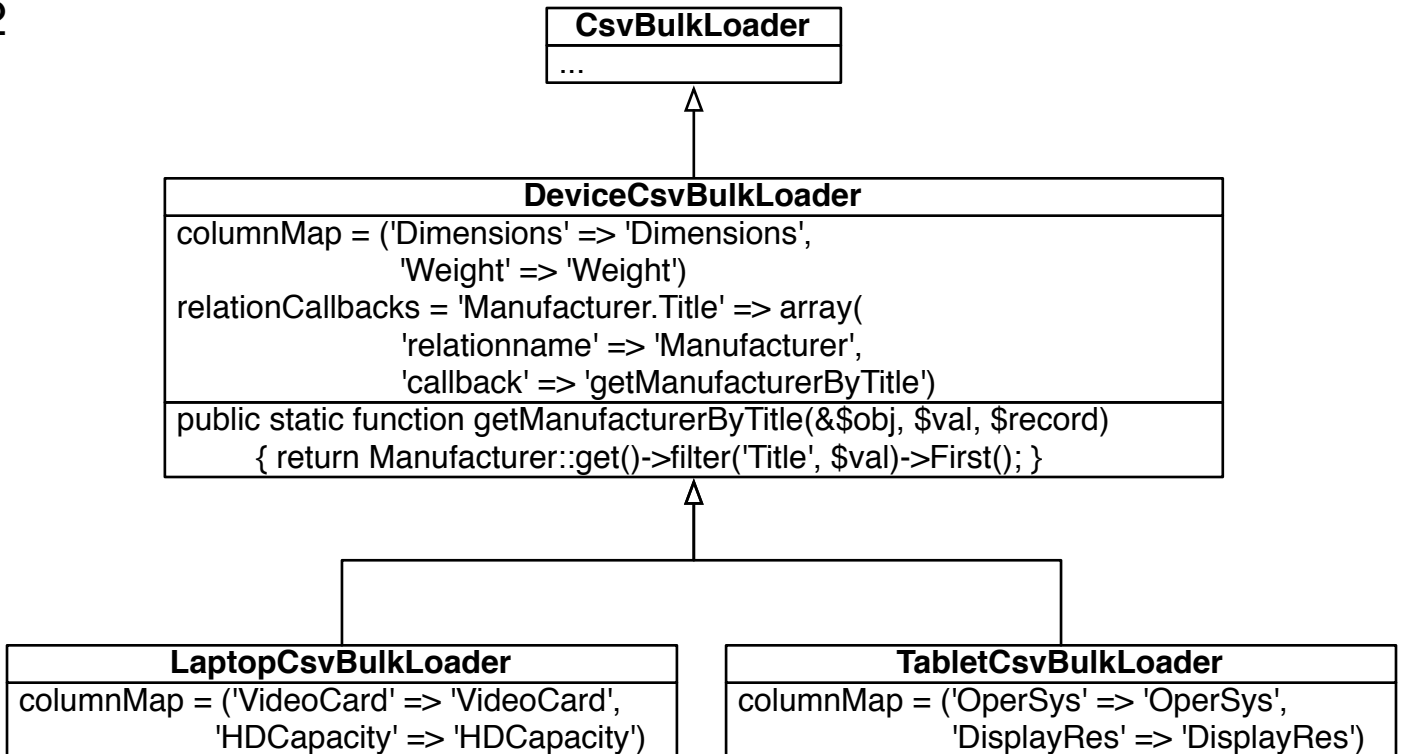 2
CsvBulkLoader
...
DeviceCsvBulkLoader
columnMap = ('Dimensions' => 'Dimensions',
'Weight' => 'Weight')
relationCallbacks = 'Manufacturer.Title' => array(
'relationname' => 'Manufacturer',
'callback' => 'getManufacturerByTitle')
public static function getManufacturerByTitle(&$obj, $val, $record)
{ return Manufacturer::get()->filter('Title', $val)->First(); }
LaptopCsvBulkLoader
columnMap = ('VideoCard' => 'VideoCard',
'HDCapacity' => 'HDCapacity')
TabletCsvBulkLoader
columnMap = ('OperSys' => 'OperSys',
'DisplayRes' => 'DisplayRes')